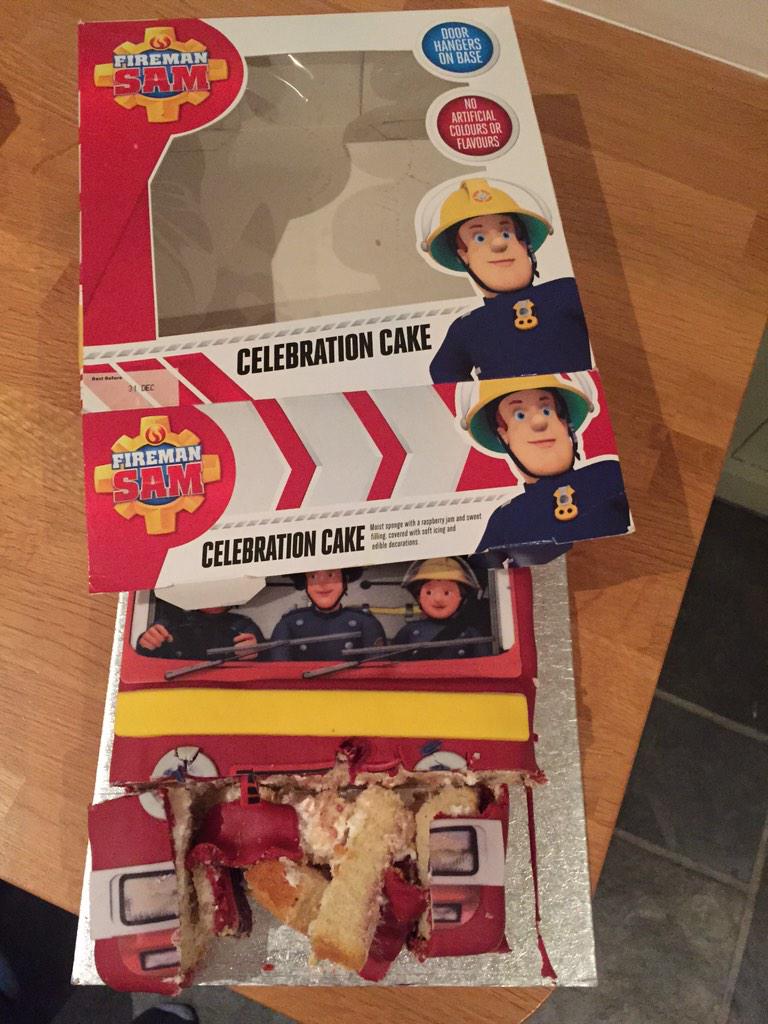 FIREMAN
SAM
DOOR
HANGERS
ON BASE
NO
ARTIFICIAL
COLOURS OR
FLAVOURS
CELEBRATION CAKE
Best Before
31 DEC
FIREMAN
SAM
CELEBRATION CAKE
Moist sponge with a raspberry jam and sweet
filling, covered with soft icing and
edible decorations.